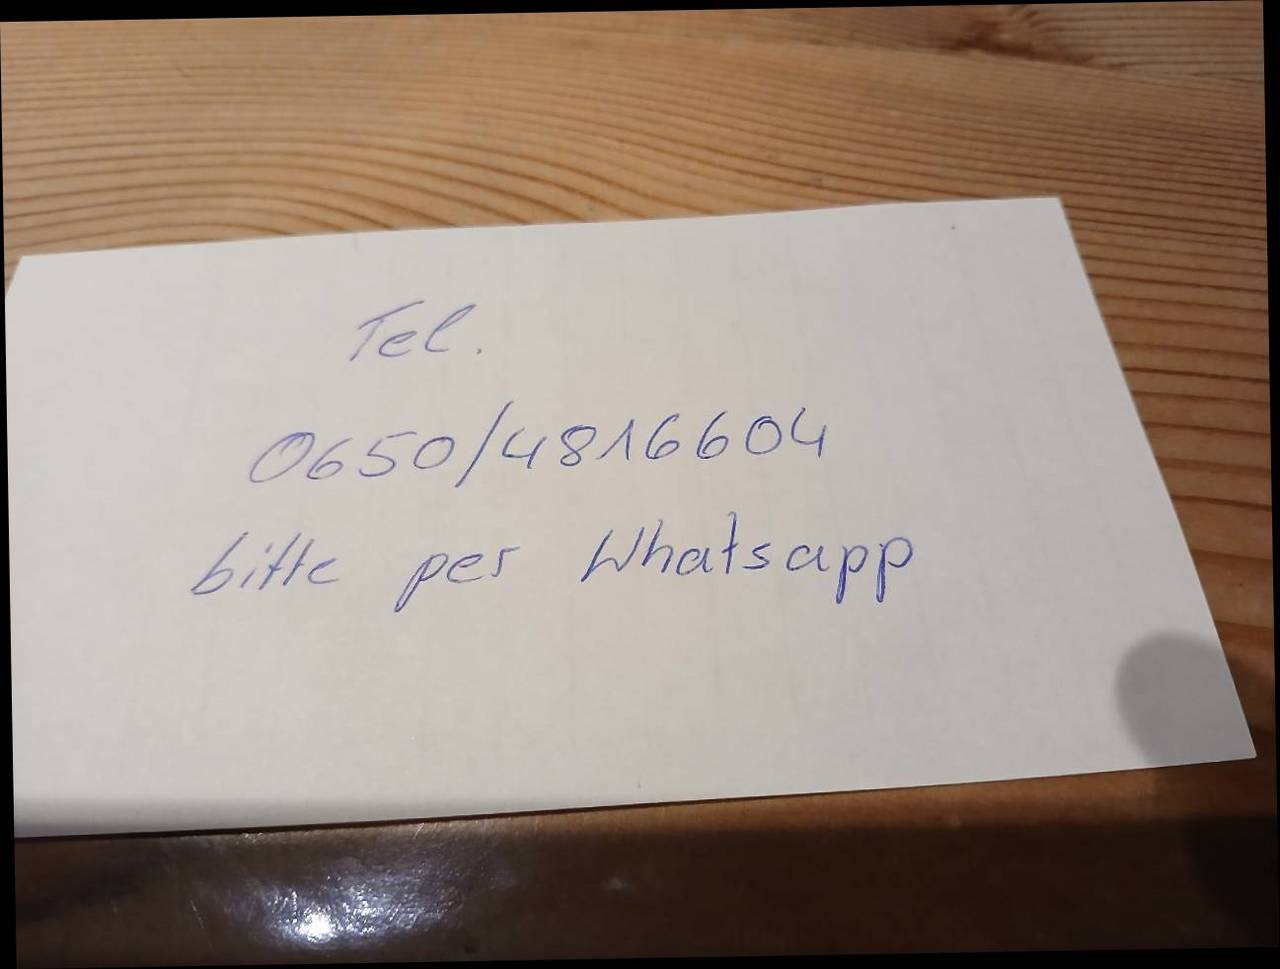 Tel.
0650/4816604
bitte per Whatsapp